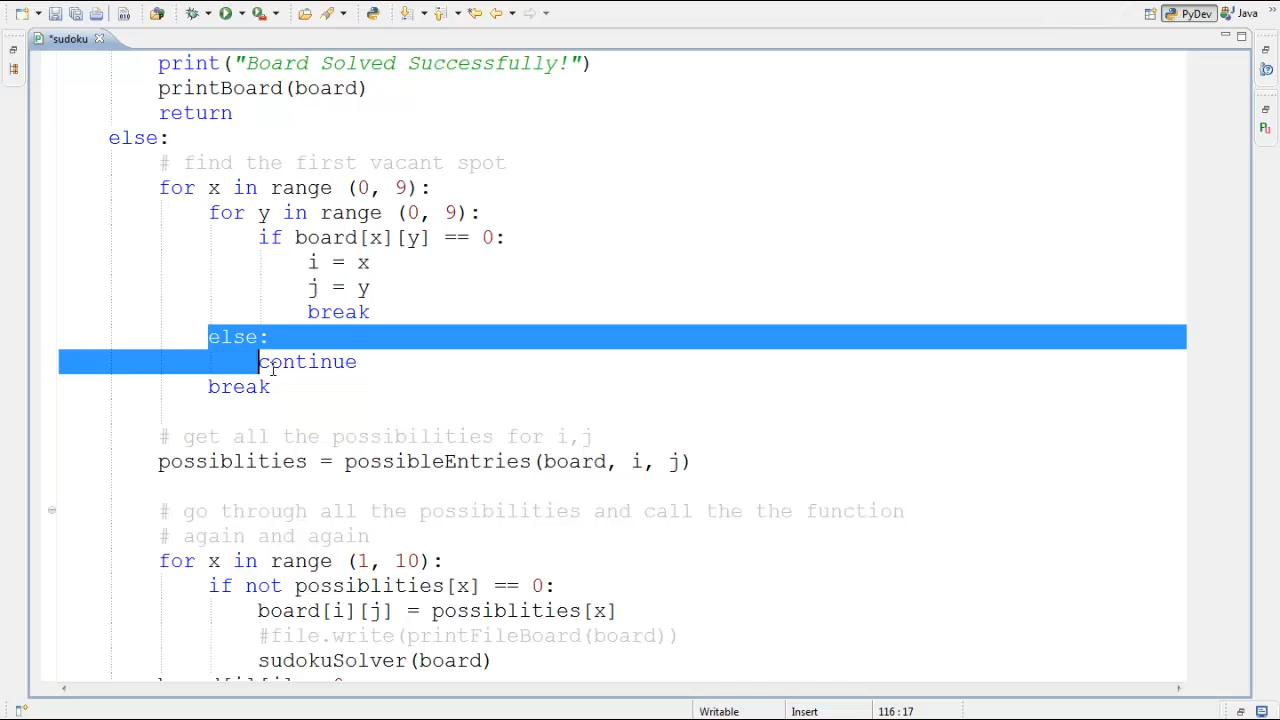 PyDev Java »
*sudoku
print("Board Solved Successfully!")
printBoard(board)
return
else:
# find the first vacant spot
for x in range (0, 9):
for y in range (0, 9):
if board[x][y] == 0:
i = x
j = y
break
else:
continue
break
# get all the possibilities for i,j
possiblities = possibleEntries(board, i, j)
# go through all the possibilities and call the the function
# again and again
for x in range (1, 10):
if not possiblities[x] == 0:
board[i][j] = possiblities[x]
#file.write(printFileBoard(board))
sudokuSolver(board)
Writable Insert 116 : 17